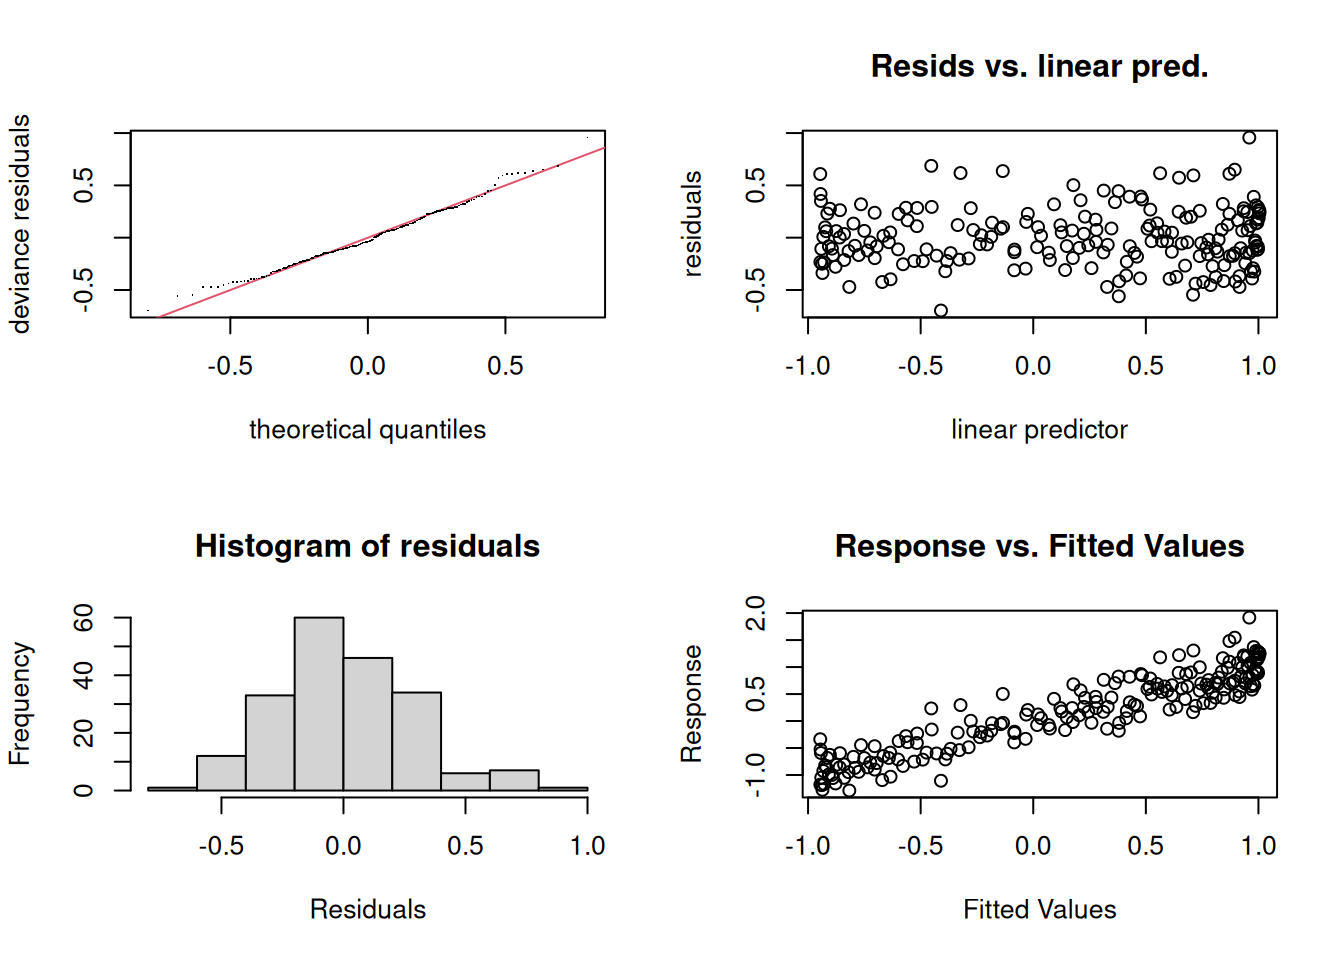 deviance residuals
0.5
-0.5
-0.5 0.0 0.5
theoretical quantiles
Resids vs. linear pred.
residuals
0.5
-0.5
-1.0 -0.5 0.0 0.5 1.0
linear predictor
Histogram of residuals
Frequency
60
40
20
0
-0.5 0.0 0.5 1.0
Residuals
Response vs. Fitted Values
Response
2.0
0.5
-1.0
-1.0 -0.5 0.0 0.5 1.0
Fitted Values